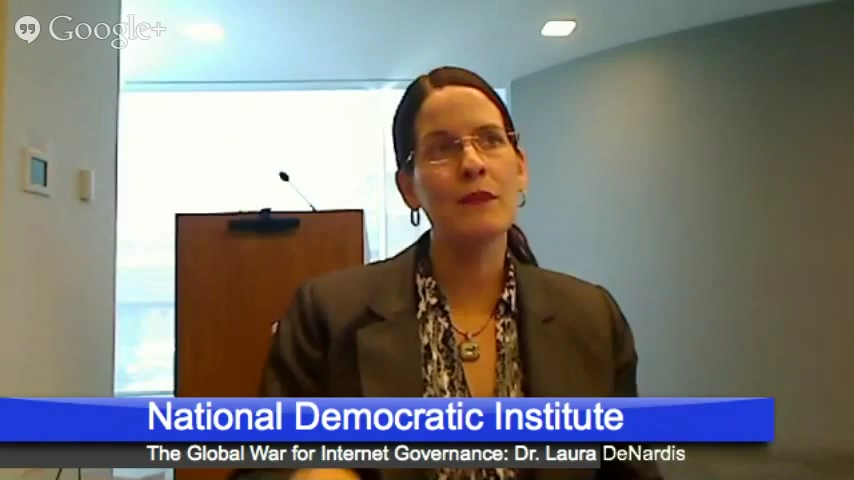 Google+
National Democratic Institute
The Global War for Internet Governance: Dr. Laura DeNardis